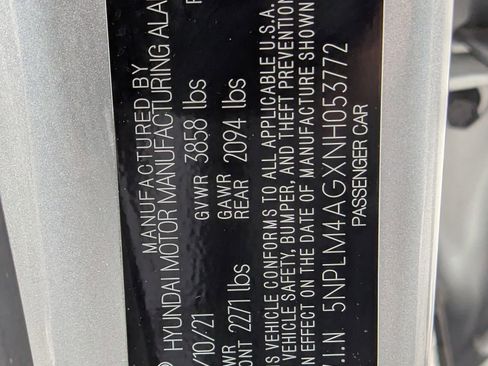 MANUFACTURED BY
HYUNDAI MOTOR MANUFACTURING
/10/21 GVWR 3858 lbs
GAWR
2271 lbs REAR 2094 lbs
VEHICLE CONFORMS TO ALL APPLICABLE U.S.A.
VEHICLE SAFETY, BUMPER, AND THEFT PREVENTION
IN EFFECT ON THE DATE OF MANUFACTURE SHOWN
V.I.N 5NPLM4AGXNH053772
PASSENGER CAR